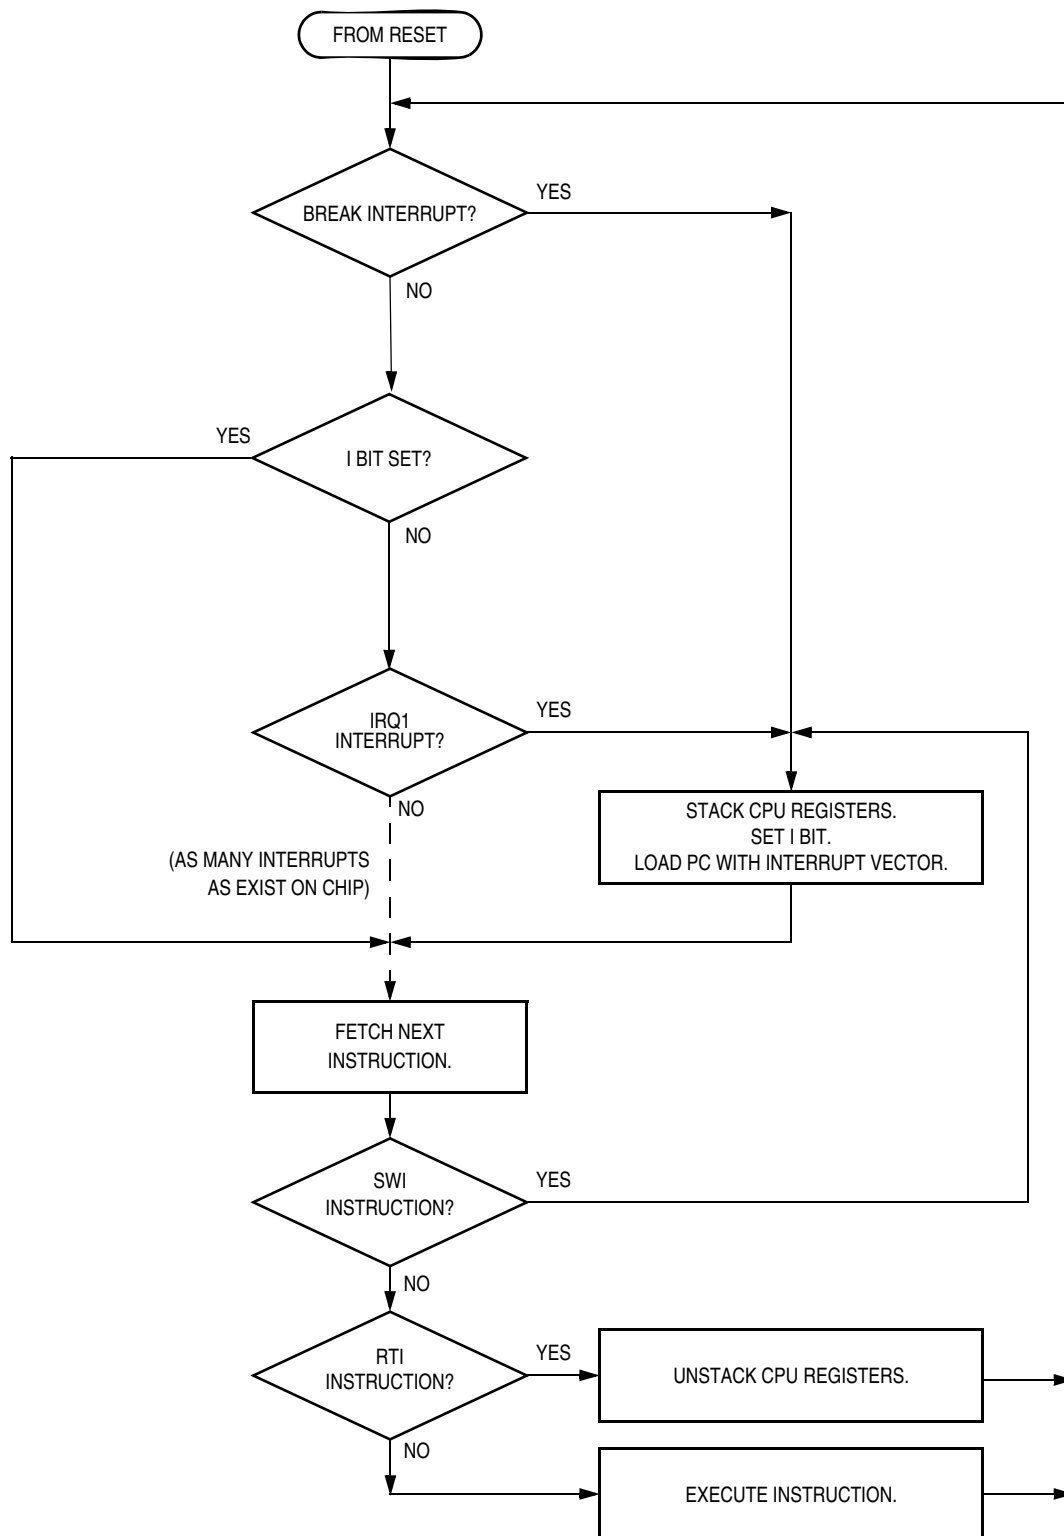 FROM RESET
BREAK INTERRUPT?
YES
NO
YES
I BIT SET?
NO
IRQ1
INTERRUPT?
YES
NO
(AS MANY INTERRUPTS
AS EXIST ON CHIP)
STACK CPU REGISTERS.
SET I BIT.
LOAD PC WITH INTERRUPT VECTOR.
FETCH NEXT
INSTRUCTION.
SWI
INSTRUCTION?
YES
NO
RTI
INSTRUCTION?
YES
UNSTACK CPU REGISTERS.
NO
EXECUTE INSTRUCTION.